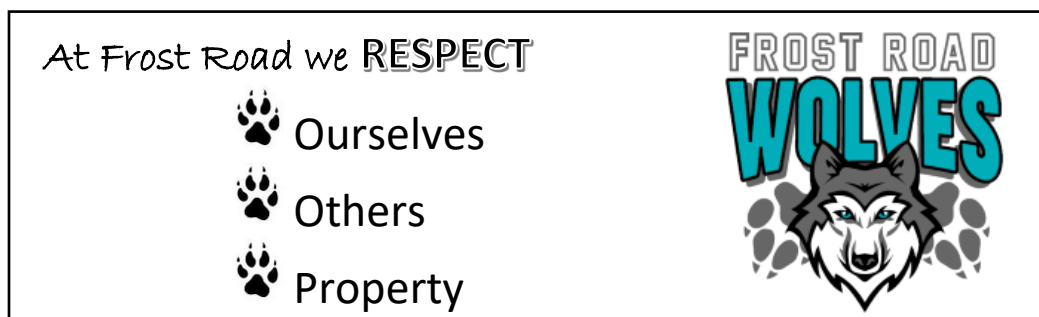 At Frost Road we RESPECT
Ourselves
Others
Property
FROST ROAD
WOLVES